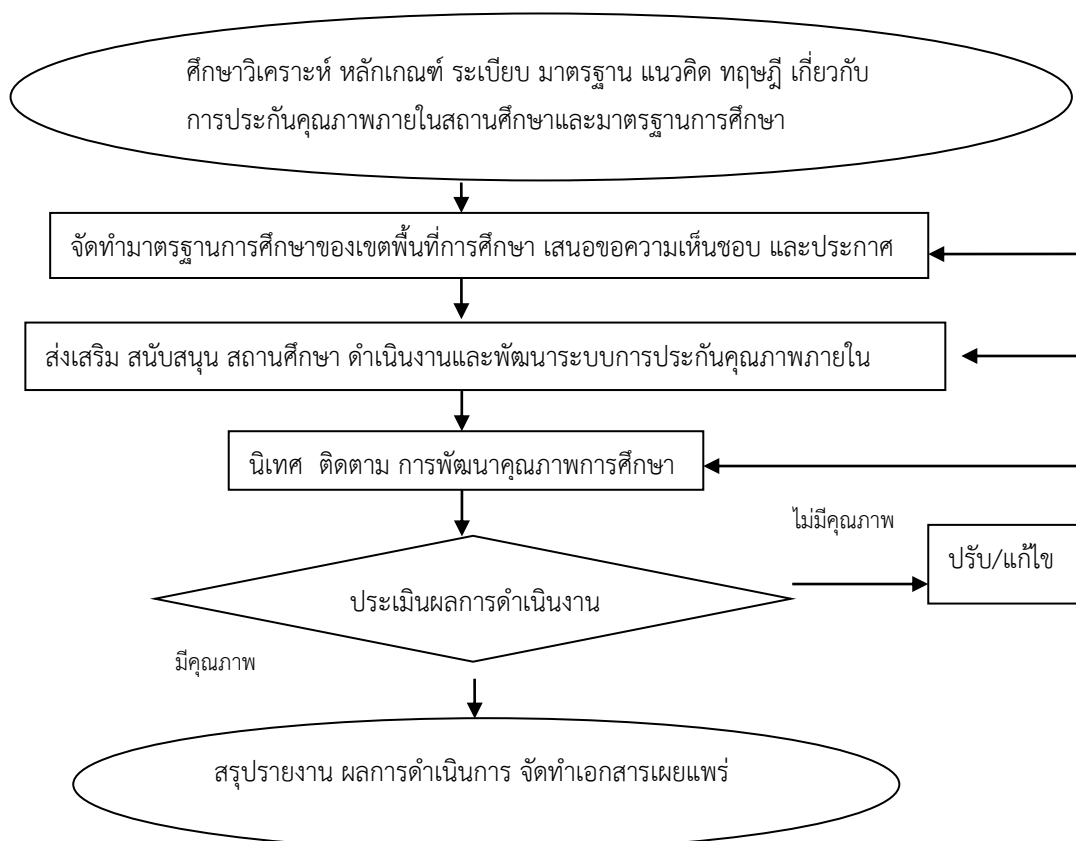 ศึกษาวิเคราะห์ หลักเกณฑ์ ระเบียบ มาตรฐาน แนวคิด ทฤษฎี เกี่ยวกับ
การประกันคุณภาพภายในสถานศึกษาและมาตรฐานการศึกษา
จัดทำมาตรฐานการศึกษาของเขตพื้นที่การศึกษา เสนอขอความเห็นชอบ และประกาศ
ส่งเสริม สนับสนุน สถานศึกษา ดำเนินงานและพัฒนาระบบการประกันคุณภาพภายใน
นิเทศ ติดตาม การพัฒนาคุณภาพการศึกษา
ไม่มีคุณภาพ
ปรับ/แก้ไข
ประเมินผลการดำเนินงาน
มีคุณภาพ
สรุปรายงาน ผลการดำเนินการ จัดทำเอกสารเผยแพร่